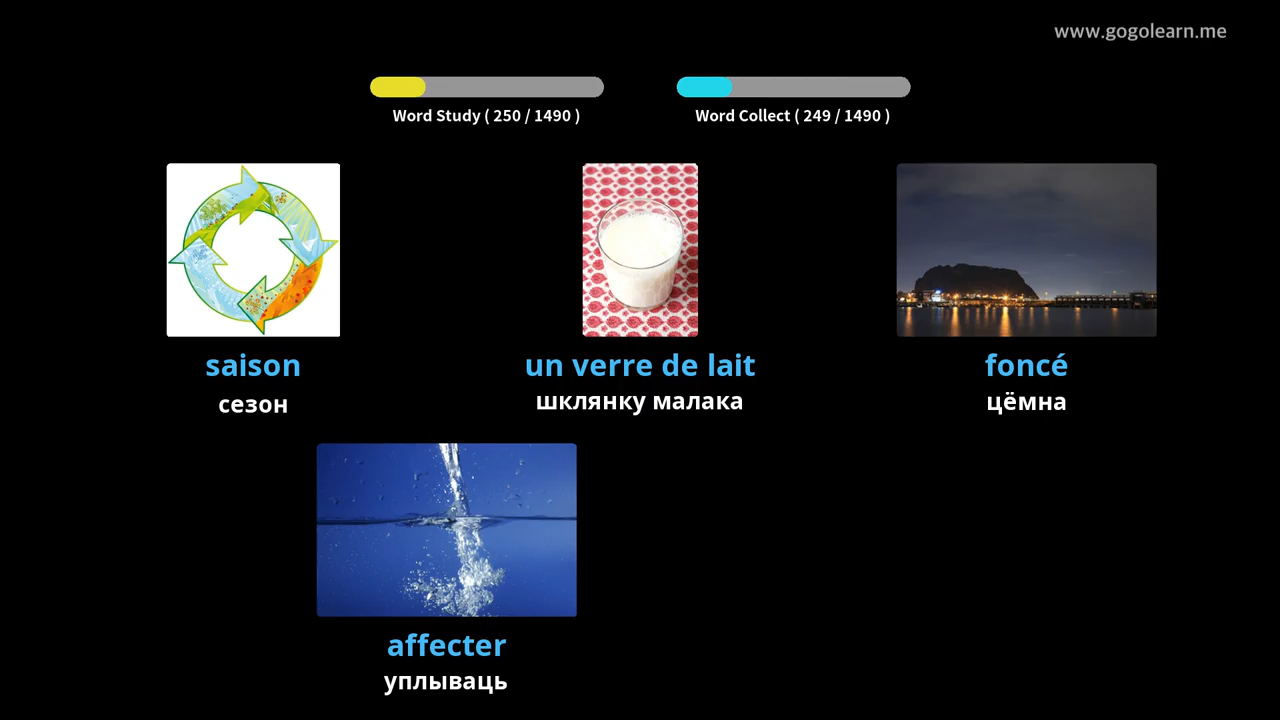 www.gogolearn.me
Word Study ( 250 / 1490 )
Word Collect ( 249 / 1490 )
saison
un verre de lait
foncé
сезон
шклянку малака
цёмна
affecter
уплываць